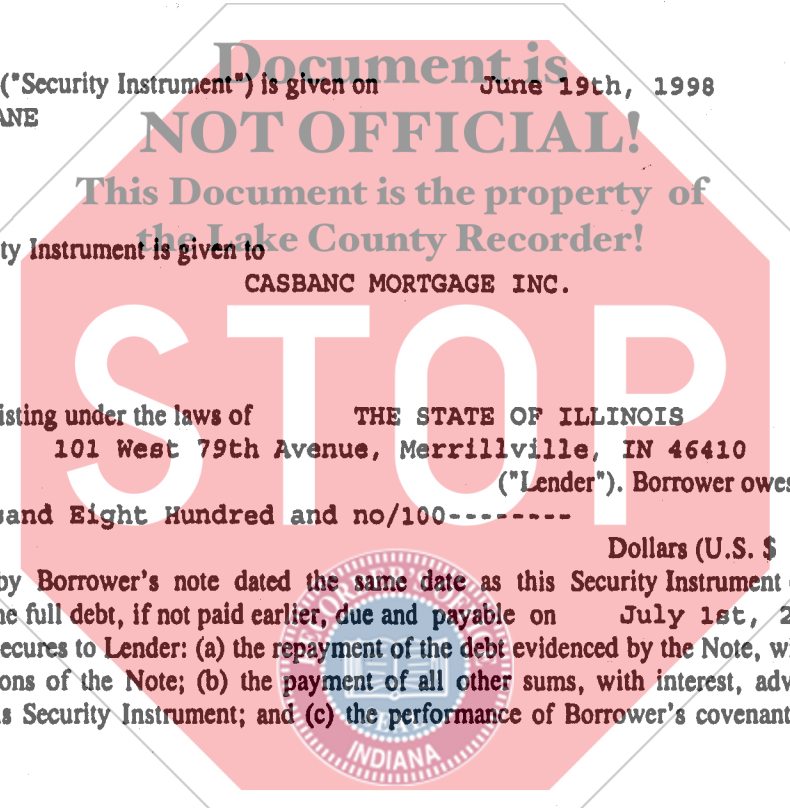 Document is
("Security Instrument") is given on June 19th, 1998
ANE
NOT OFFICIAL!
This Document is the property of
the Lake County Recorder!
ty Instrument is given to
CASBANC MORTGAGE INC.
STOP
isting under the laws of THE STATE OF ILLINOIS
101 West 79th Avenue, Merrillville, IN 46410
("Lender"). Borrower owes
sand Eight Hundred and no/100--------
Dollars (U.S. $
by Borrower's note dated the same date as this Security Instrument
he full debt, if not paid earlier, due and payable on July 1st, 2
ecures to Lender: (a) the repayment of the debt evidenced by the Note, wi
ons of the Note; (b) the payment of all other sums, with interest, adv
s Security Instrument; and (c) the performance of Borrower's covenant
RECORDER'S OFFICE
INDIANA